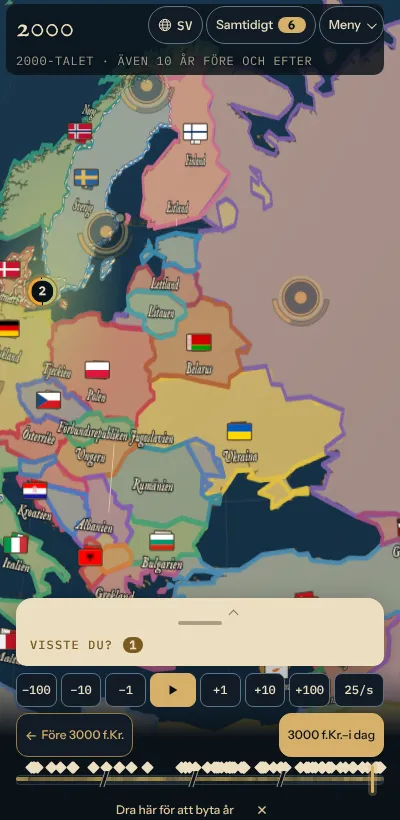 2000
SV
Samtidigt 6
Meny
2000-TALET · ÄVEN 10 ÅR FÖRE OCH EFTER
Finland
Sverige
Estland
Lettland
Litauen
2
Belarus
Tjeckien
Polen
Österrike
Förbundsrepubliken Jugoslavien
Ungern
Ukraina
Rumänien
Kroatien
Albanien
Italien
Bulgarien
Grekland
VISSTE DU? 1
−100
−10
−1
+1
+10
+100
25/s
← Före 3000 f.Kr.
3000 f.Kr.–i dag
Dra här för att byta år
×